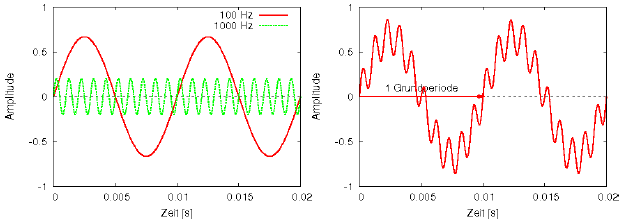 1
100 Hz
1000 Hz
0.5
Amplitude
0
-0.5
-1
0
0.005
0.01
0.015
0.02
Zeit [s]
1
0.5
Amplitude
0
1 Grundperiode
-0.5
-1
0
0.005
0.01
0.015
0.02
Zeit [s]